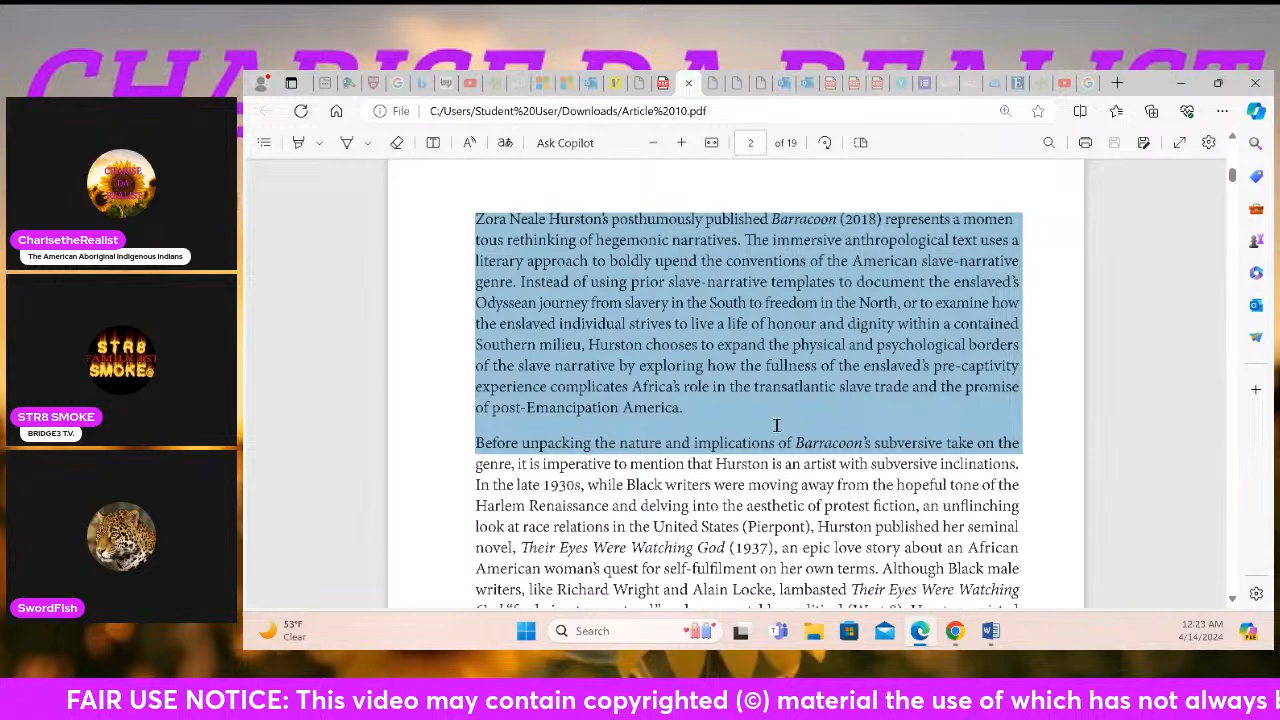 CHARISE DA REALIST
File
C:/Users/Student%20User/Downloads/Article%2010.pdf
Ask Copilot
2
of 19
Zora Neale Hurston's posthumously published Barracoon (2018) represents a momen
tous rethinking of hegemonic narratives. The immersive anthropological text uses a
literary approach to boldly upend the conventions of the American slave-narrative
genre. Instead of using prior slave-narrative templates to document the enslaved's
Odyssean journey from slavery in the South to freedom in the North, or to examine how
the enslaved individual strives to live a life of honour and dignity within a contained
Southern milieu, Hurston chooses to expand the physical and psychological borders
of the slave narrative by exploring how the fullness of the enslaved's pre-captivity
experience complicates Africa's role in the transatlantic slave trade and the promise
of post-Emancipation America.
Before unpacking the nature and implications of Barracoon's subversive take on the
genre, it is imperative to mention that Hurston is an artist with subversive inclinations.
In the late 1930s, while Black writers were moving away from the hopeful tone of the
Harlem Renaissance and delving into the aesthetic of protest fiction, an unflinching
look at race relations in the United States (Pierpont), Hurston published her seminal
novel, Their Eyes Were Watching God (1937), an epic love story about an African
American woman's quest for self-fulfilment on her own terms. Although Black male
writers, like Richard Wright and Alain Locke, lambasted Their Eyes Were Watching
CHARISE
DA
REALIST
CharisetheRealist
The American Aboriginal Indigenous Indians
STR8
FAMILY 1ST
SMOKE
STR8 SMOKE
BRIDGE3 T.V.
SwordFish
53°F
Clear
Search
12:23 AM
4/14/2024
FAIR USE NOTICE: This video may contain copyrighted (©) material the use of which has not always